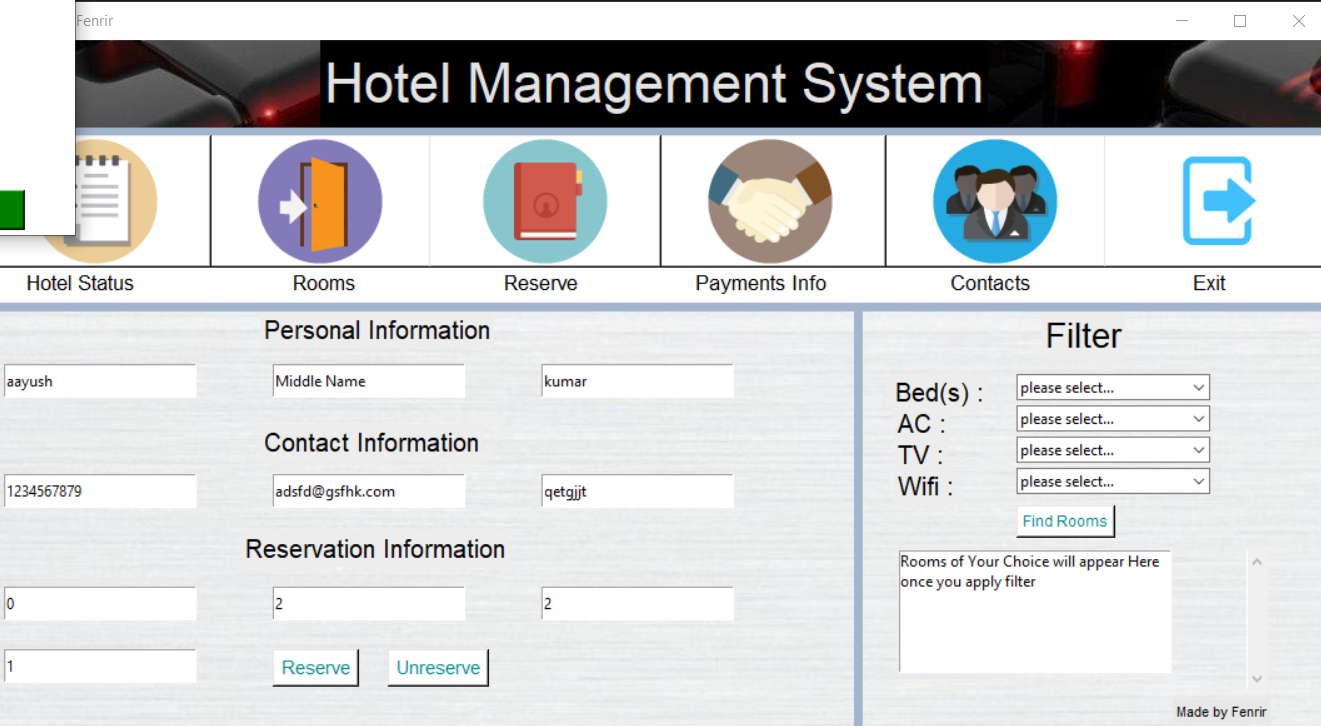 Fenrir
Hotel Management System
Hotel Status
Rooms
Reserve
Payments Info
Contacts
Exit
Personal Information
aayush
Middle Name
kumar
Contact Information
1234567879
adsfd@gsfhk.com
qetgjjt
Reservation Information
0
2
2
1
Reserve
Unreserve
Filter
Bed(s) :
please select...
AC :
please select...
TV :
please select...
Wifi :
please select...
Find Rooms
Rooms of Your Choice will appear Here
once you apply filter
Made by Fenrir